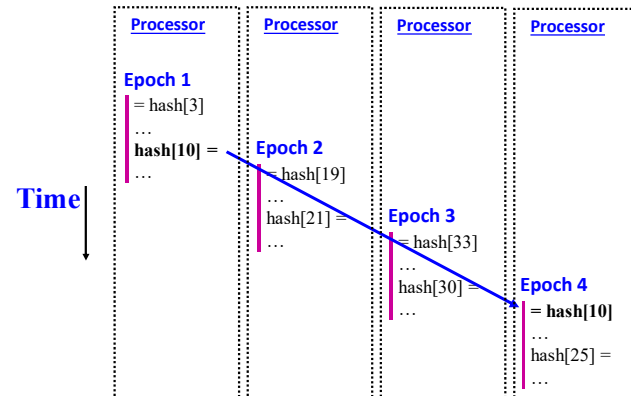 Processor
Processor
Processor
Processor
Epoch 1
= hash[3]
…
hash[10] =
…
Epoch 2
= hash[19]
…
hash[21] =
…
Time
Epoch 3
= hash[33]
…
hash[30] =
…
Epoch 4
= hash[10]
…
hash[25] =
…